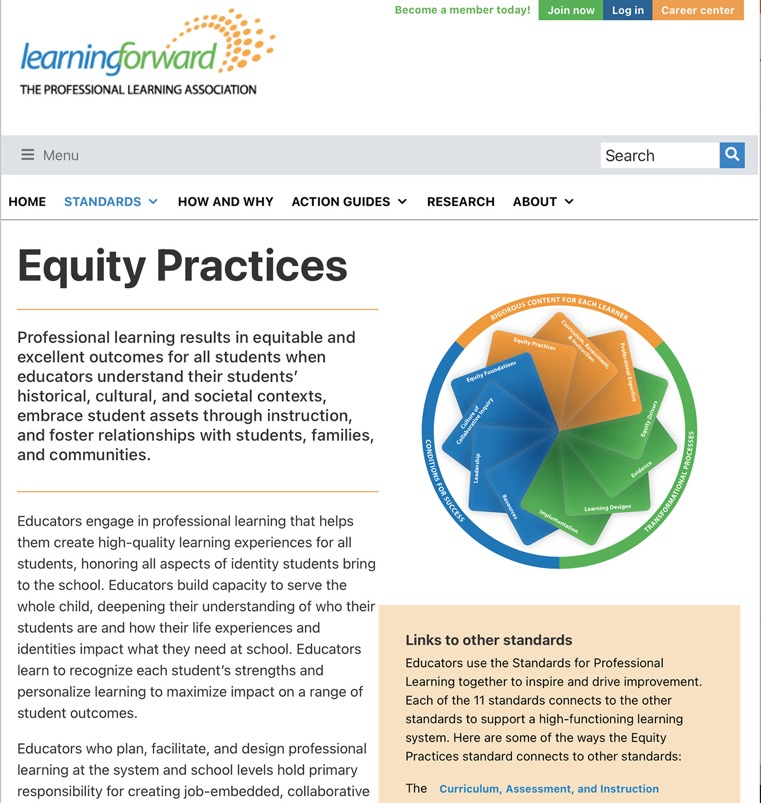 Become a member today! Join now Log in Career center
learningforward
THE PROFESSIONAL LEARNING ASSOCIATION
Menu
Search
HOME STANDARDS HOW AND WHY ACTION GUIDES RESEARCH ABOUT
Equity Practices
Professional learning results in equitable and
excellent outcomes for all students when
educators understand their students'
historical, cultural, and societal contexts,
embrace student assets through instruction,
and foster relationships with students, families,
and communities.
Educators engage in professional learning that helps
them create high-quality learning experiences for all
students, honoring all aspects of identity students bring
to the school. Educators build capacity to serve the
whole child, deepening their understanding of who their
students are and how their life experiences and
identities impact what they need at school. Educators
learn to recognize each student's strengths and
personalize learning to maximize impact on a range of
student outcomes.
Educators who plan, facilitate, and design professional
learning at the system and school levels hold primary
responsibility for creating job-embedded, collaborative
RIGOROUS CONTENT FOR EACH LEARNER
Equity Practices
Curriculum, Assessment,
& Instruction
Professional Expertise
TRANSFORMATIONAL PROCESSES
Equity Drivers
Evidence
Learning Designs
Implementation
CONDITIONS FOR SUCCESS
Equity Foundations
Culture of
Collaborative Inquiry
Leadership
Resources
Links to other standards
Educators use the Standards for Professional
Learning together to inspire and drive improvement.
Each of the 11 standards connects to the other
standards to support a high-functioning learning
system. Here are some of the ways the Equity
Practices standard connects to other standards:
The Curriculum, Assessment, and Instruction